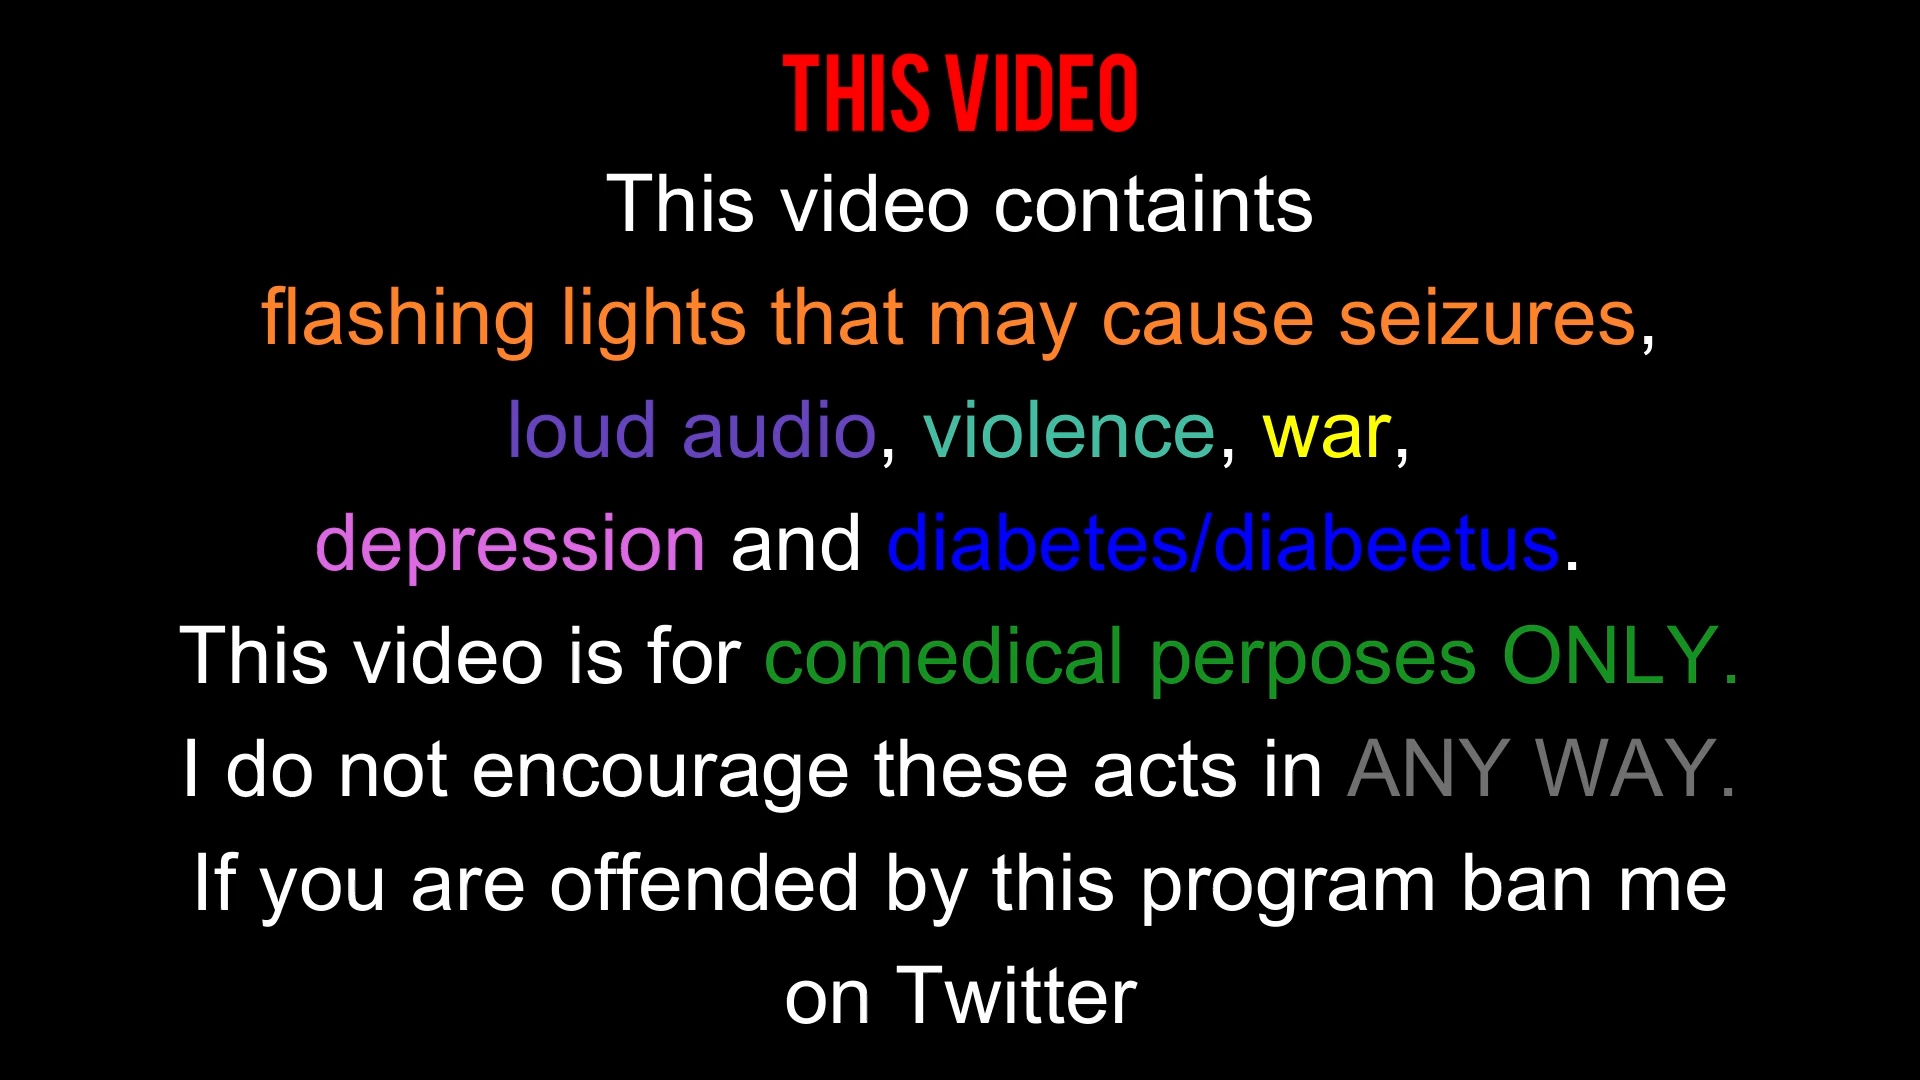 THIS VIDEO
This video containts
flashing lights that may cause seizures,
loud audio, violence, war,
depression and diabetes/diabeetus.
This video is for comedical perposes ONLY.
I do not encourage these acts in ANY WAY.
If you are offended by this program ban me
on Twitter